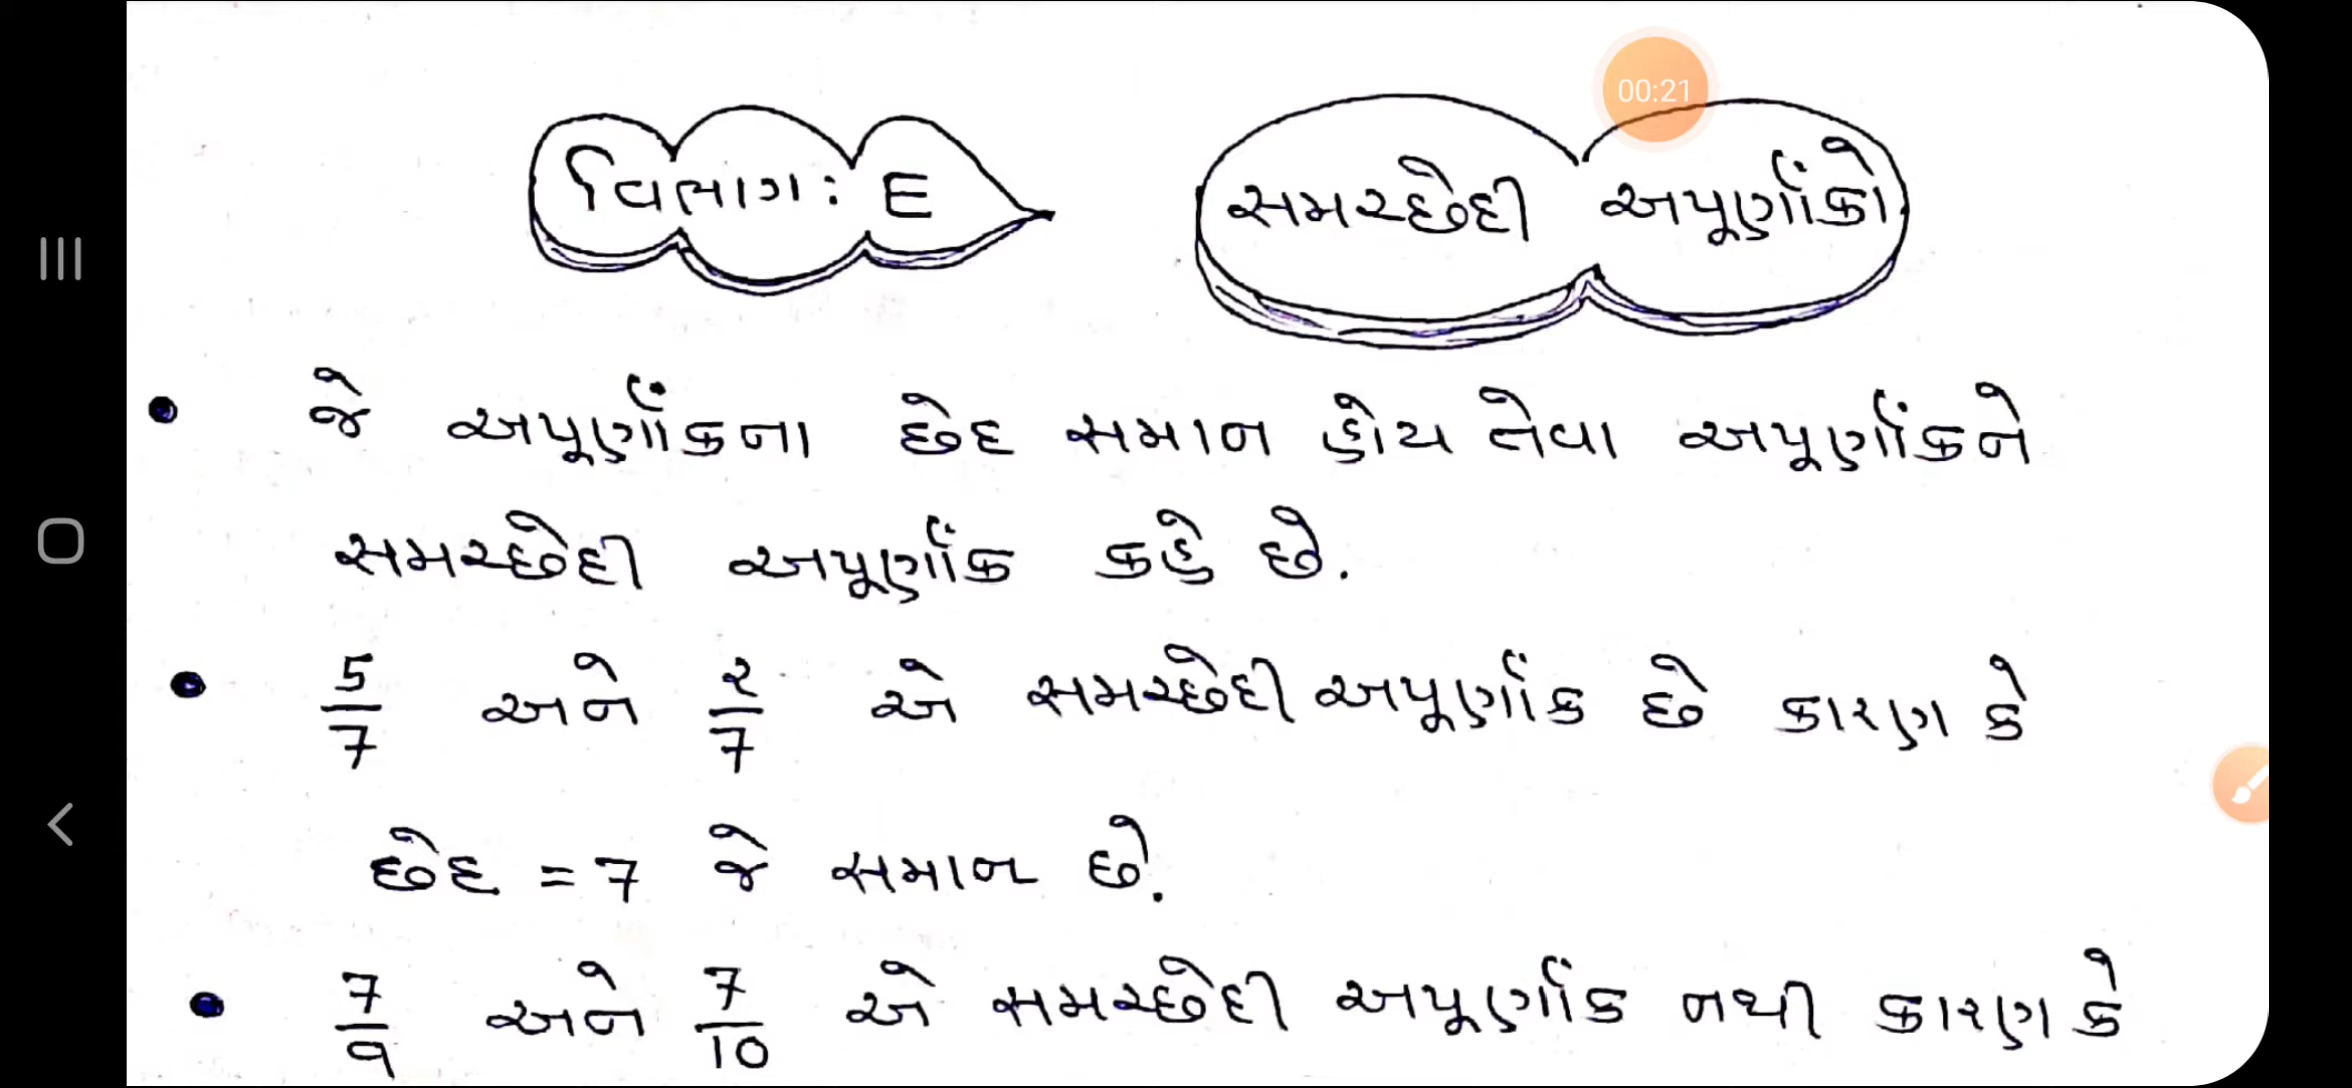 00:21
વિભાગ: E
સમચ્છેદી અપૂર્ણાંકો
• જે અપૂર્ણાંકના છેદ સમાન હોય તેવા અપૂર્ણાંકને
સમચ્છેદી અપૂર્ણાંક કહે છે.
• 5/7 અને 2/7 એ સમચ્છેદી અપૂર્ણાંક છે કારણ કે
છેદ = 7 જે સમાન છે.
• 7/9 અને 7/10 એ સમચ્છેદી અપૂર્ણાંક નથી કારણ કે